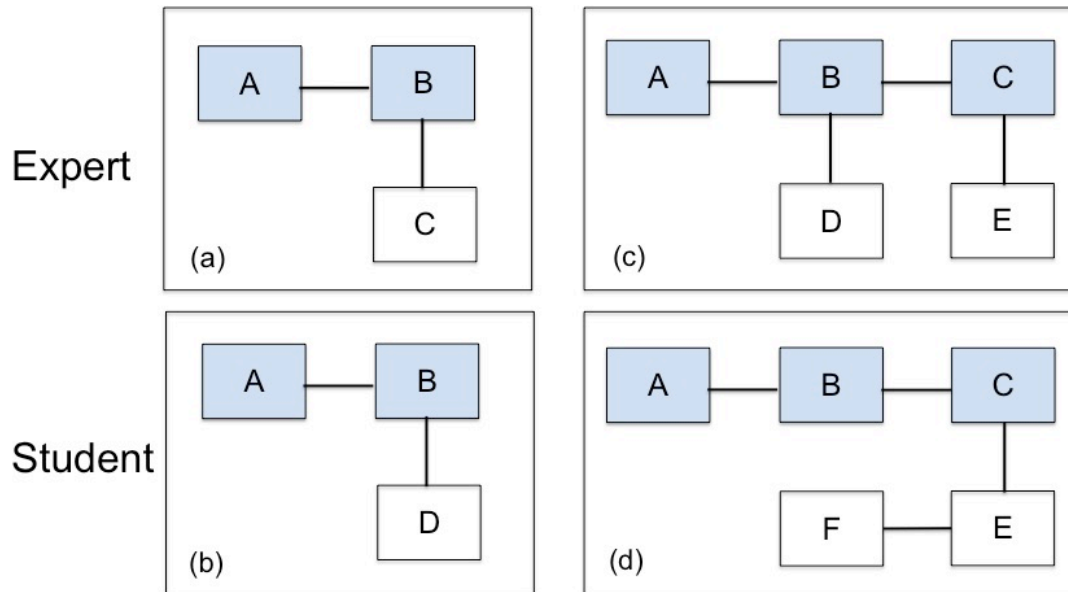 Expert
A B
C
(a)
A B C
D E
(c)
Student
A B
D
(b)
A B C
F E
(d)